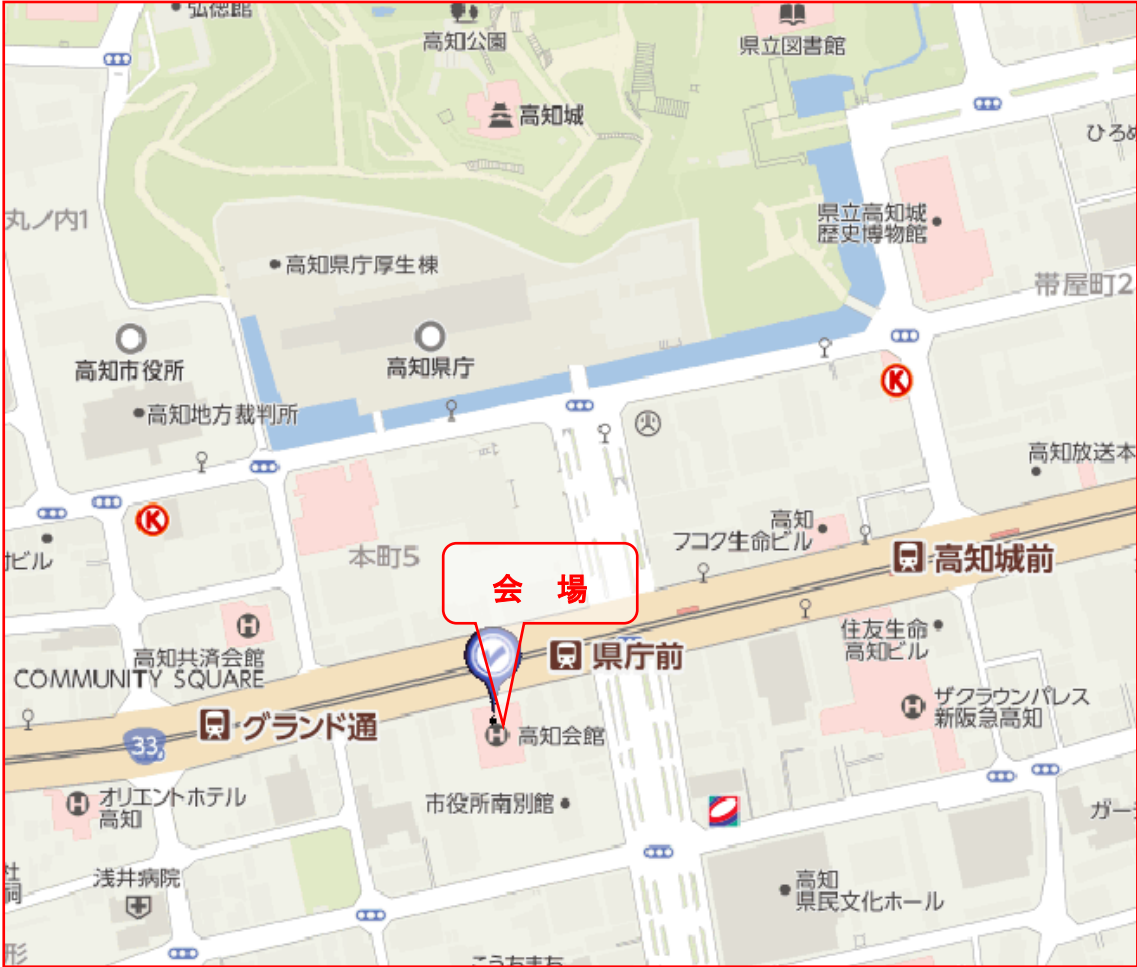 弘徳館
高知公園
県立図書館
高知城
ひろめ
丸ノ内1
県立高知城
歴史博物館
高知県庁厚生棟
帯屋町2
高知市役所
高知県庁
K
高知地方裁判所
高知放送本
K
高知
フコク生命ビル
本町5
高知城前
会 場
住友生命
高知ビル
高知共済会館
COMMUNITY SQUARE
県庁前
ザクラウンパレス
新阪急高知
グランド通
33
高知会館
オリエントホテル
高知
市役所南別館
浅井病院
高知
県民文化ホール